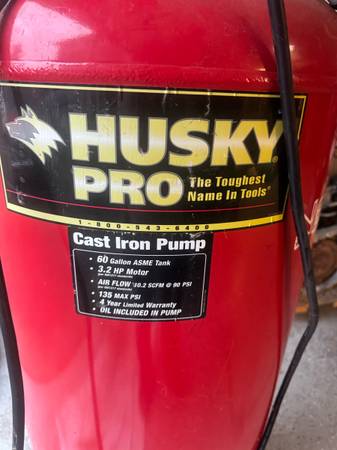 HUSKY
PRO The Toughest
Name In Tools®
1-800-543-6400
Cast Iron Pump
• 60 Gallon ASME Tank
• 3.2 HP Motor
• AIR FLOW 10.2 SCFM @ 90 PSI
• 135 MAX PSI
• 4 Year Limited Warranty
• OIL INCLUDED IN PUMP